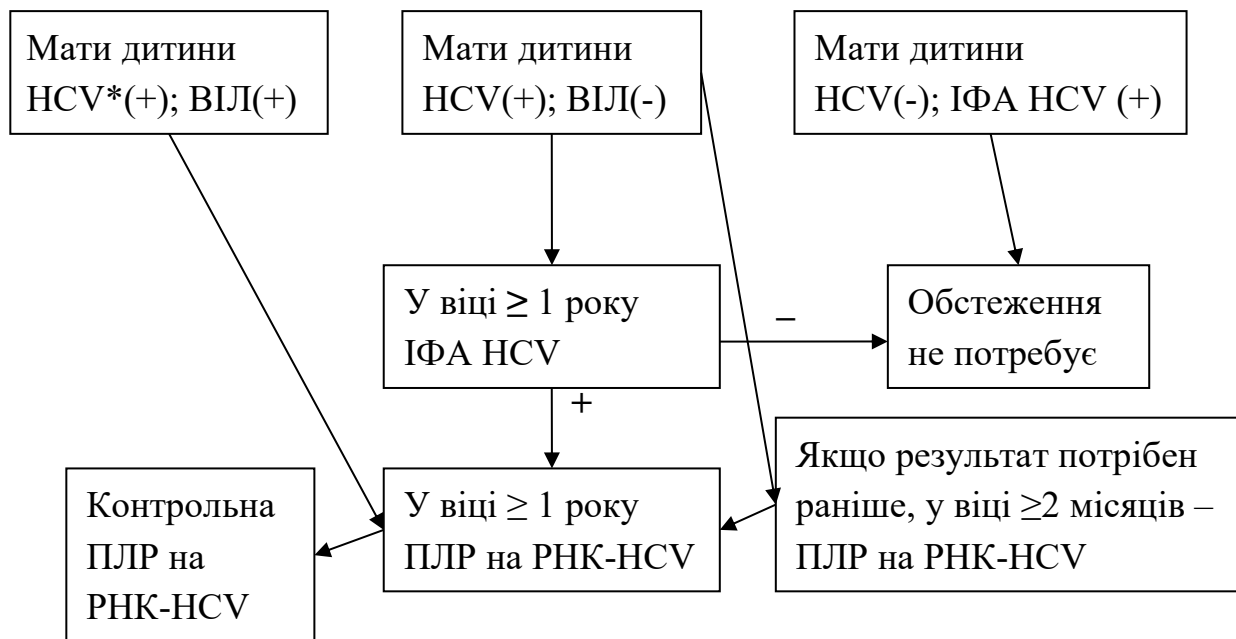 Мати дитини
HCV*(+); ВІЛ(+)
Мати дитини
HCV(+); ВІЛ(-)
Мати дитини
HCV(-); ІФА HCV (+)
У віці ≥ 1 року
ІФА HCV
–
Обстеження
не потребує
+
Контрольна
ПЛР на
РНК-HCV
У віці ≥ 1 року
ПЛР на РНК-HCV
Якщо результат потрібен
раніше, у віці ≥2 місяців –
ПЛР на РНК-HCV